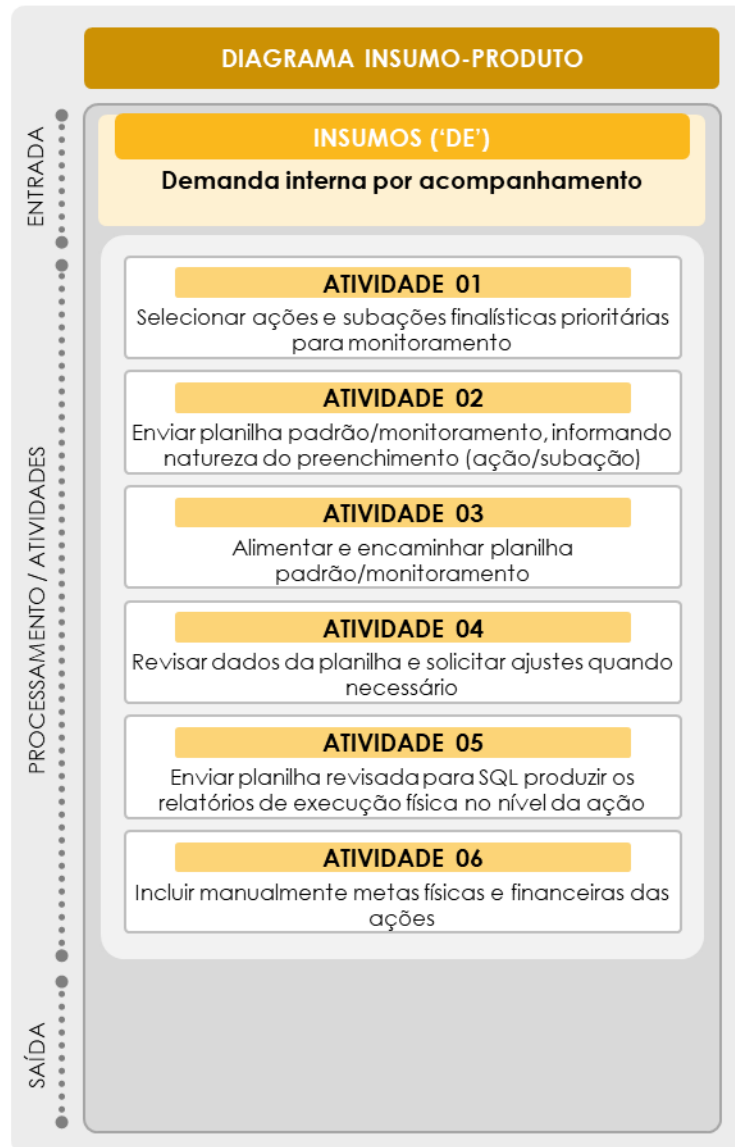 DIAGRAMA INSUMO-PRODUTO
ENTRADA
INSUMOS (‘DE’)
Demanda interna por acompanhamento
PROCESSAMENTO / ATIVIDADES
ATIVIDADE 01
Selecionar ações e subações finalísticas prioritárias
para monitoramento
ATIVIDADE 02
Enviar planilha padrão/monitoramento, informando
natureza do preenchimento (ação/subação)
ATIVIDADE 03
Alimentar e encaminhar planilha
padrão/monitoramento
ATIVIDADE 04
Revisar dados da planilha e solicitar ajustes quando
necessário
ATIVIDADE 05
Enviar planilha revisada para SQL produzir os
relatórios de execução física no nível da ação
ATIVIDADE 06
Incluir manualmente metas físicas e financeiras das
ações
SAÍDA